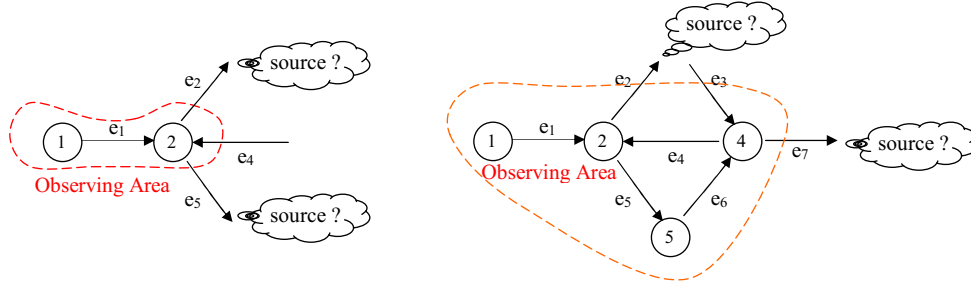 source ?
e2
1
e1
2
e4
Observing Area
e5
source ?
source ?
e2
e3
1
e1
2
4
e4
e7
source ?
Observing Area
e5
e6
5